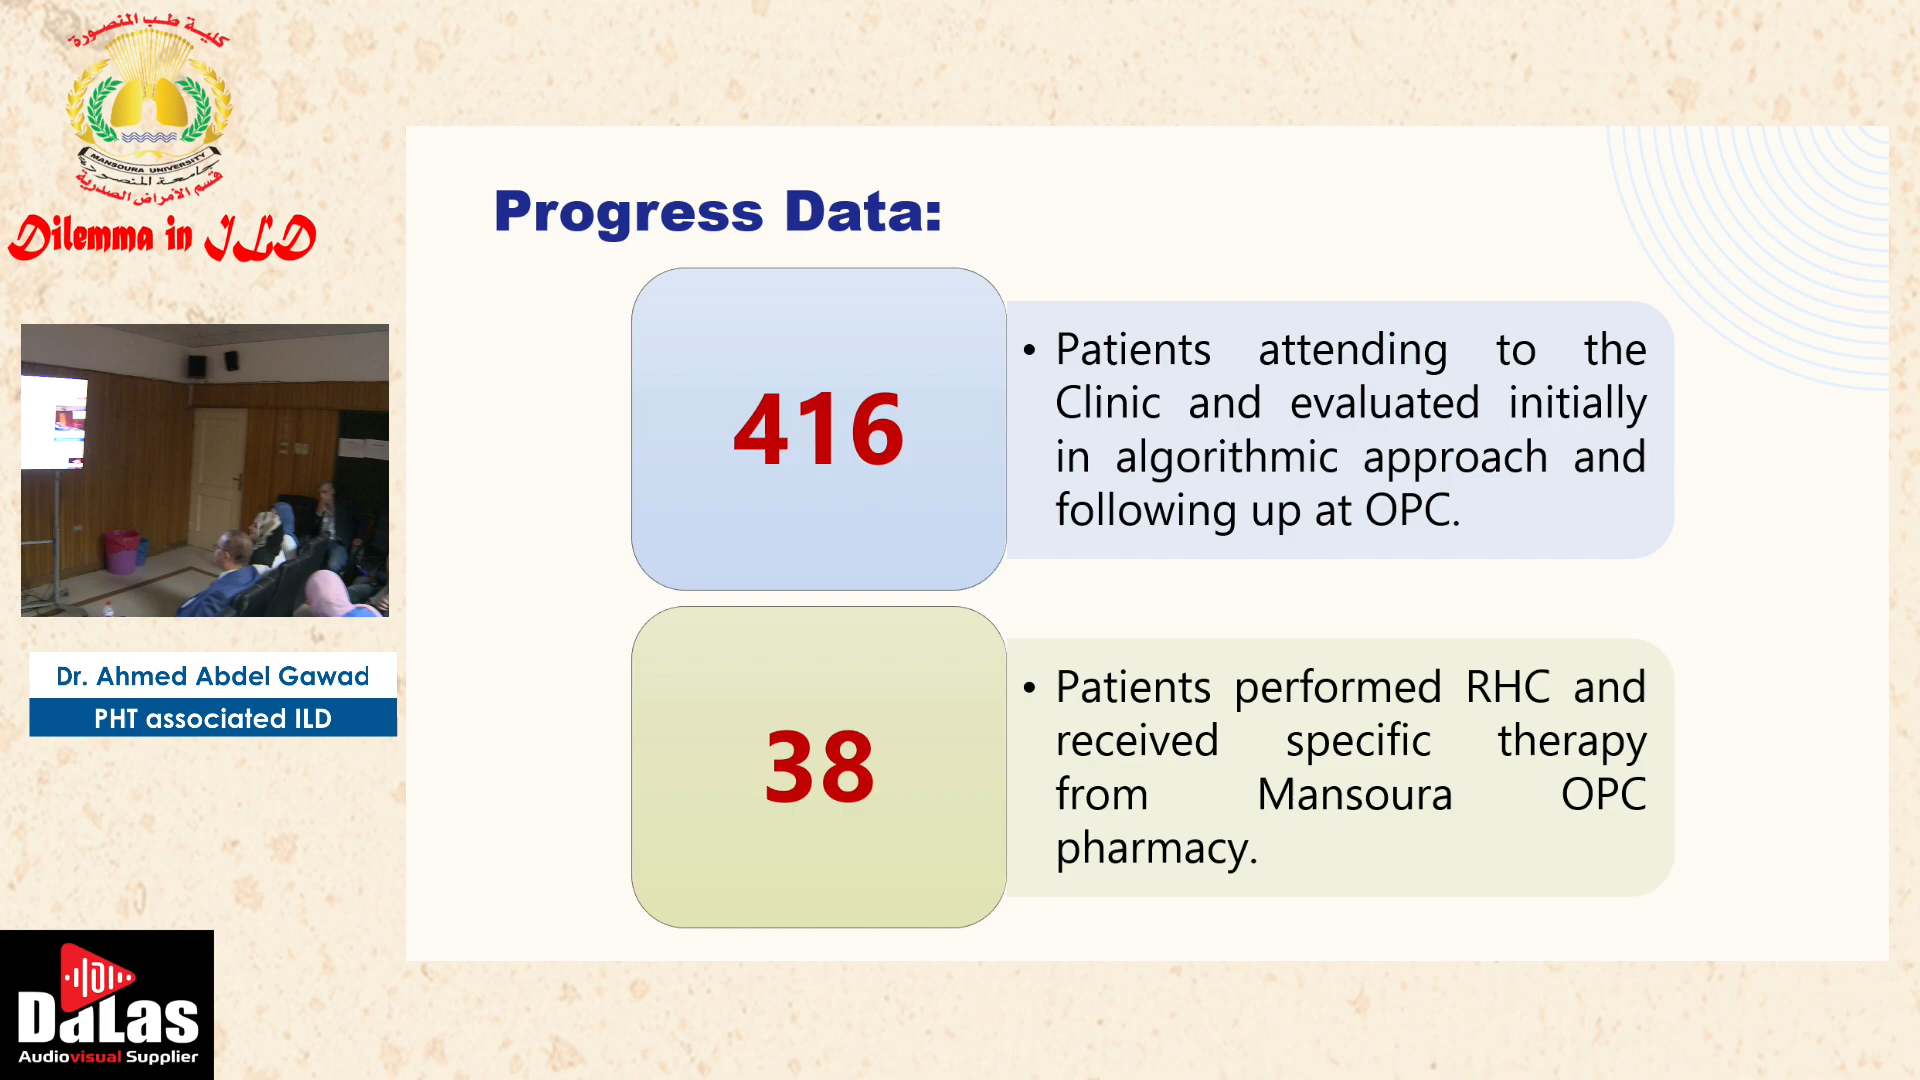 كلية طب المنصورة
MANSOURA UNIVERSITY
جامعة المنصورة
قسم الأمراض الصدرية
Dilemma in ILD
Dr. Ahmed Abdel Gawad
PHT associated ILD
DaLas
Audiovisual Supplier
Progress Data:
416
• Patients attending to the
Clinic and evaluated initially
in algorithmic approach and
following up at OPC.
38
• Patients performed RHC and
received specific therapy
from Mansoura OPC
pharmacy.